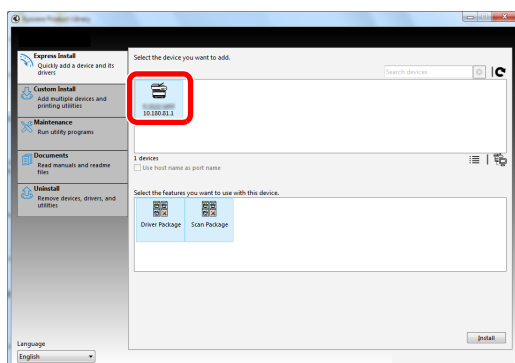 Express Install
Quickly add a device and its
drivers
Custom Install
Add multiple devices and
printing utilities
Maintenance
Run utility programs
Documents
Read manuals and readme
files
Uninstall
Remove devices, drivers, and
utilities
Language
English
Select the device you want to add.
Search devices
10.180.81.1
1 devices
Use host name as port name
Select the features you want to use with this device.
Driver Package
Scan Package
Install